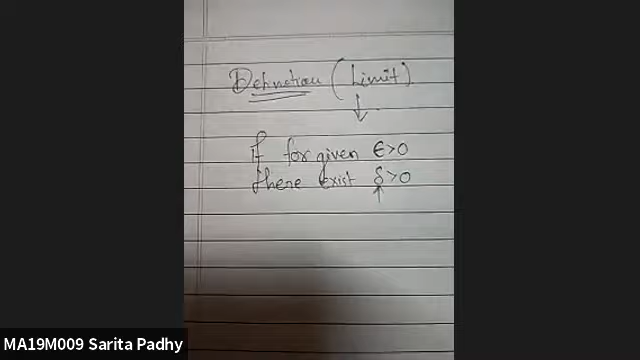 Definition (Limit)
If for given ϵ>0
there exist δ>0
MA19M009 Sarita Padhy